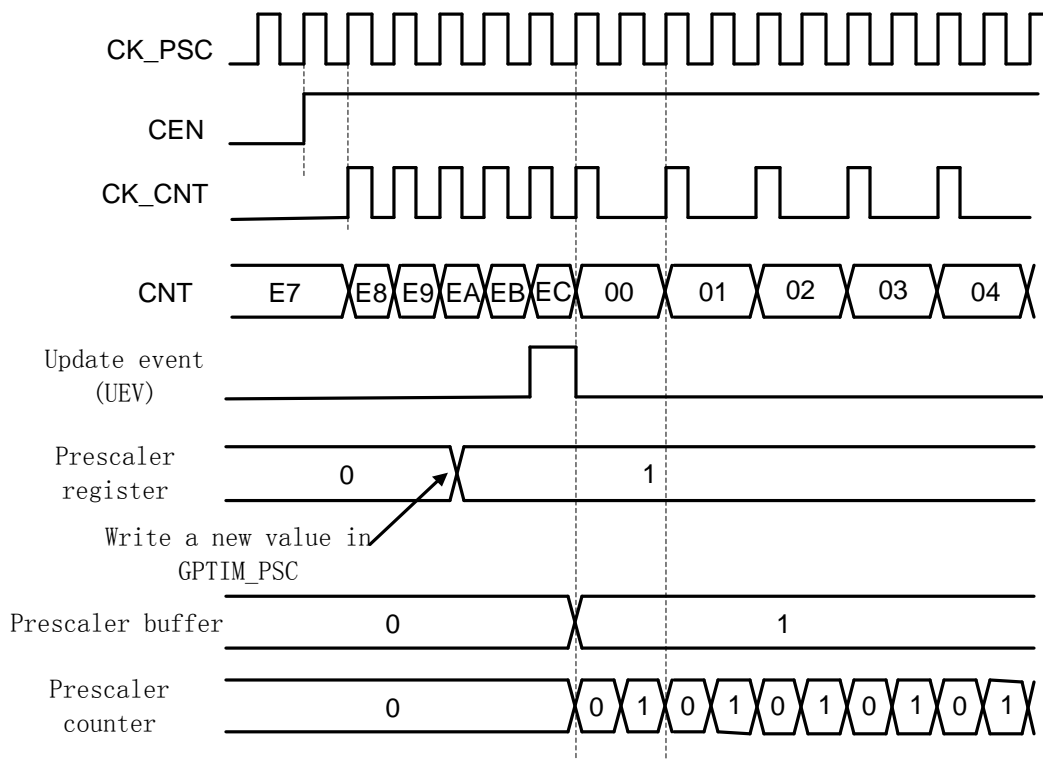 CK_PSC
CEN
CK_CNT
CNT E7 E8 E9 EA EB EC 00 01 02 03 04
Update event
(UEV)
Prescaler
register 0 1
Write a new value in
GPTIM_PSC
Prescaler buffer 0 1
Prescaler
counter 0 0 1 0 1 0 1 0 1 0 1